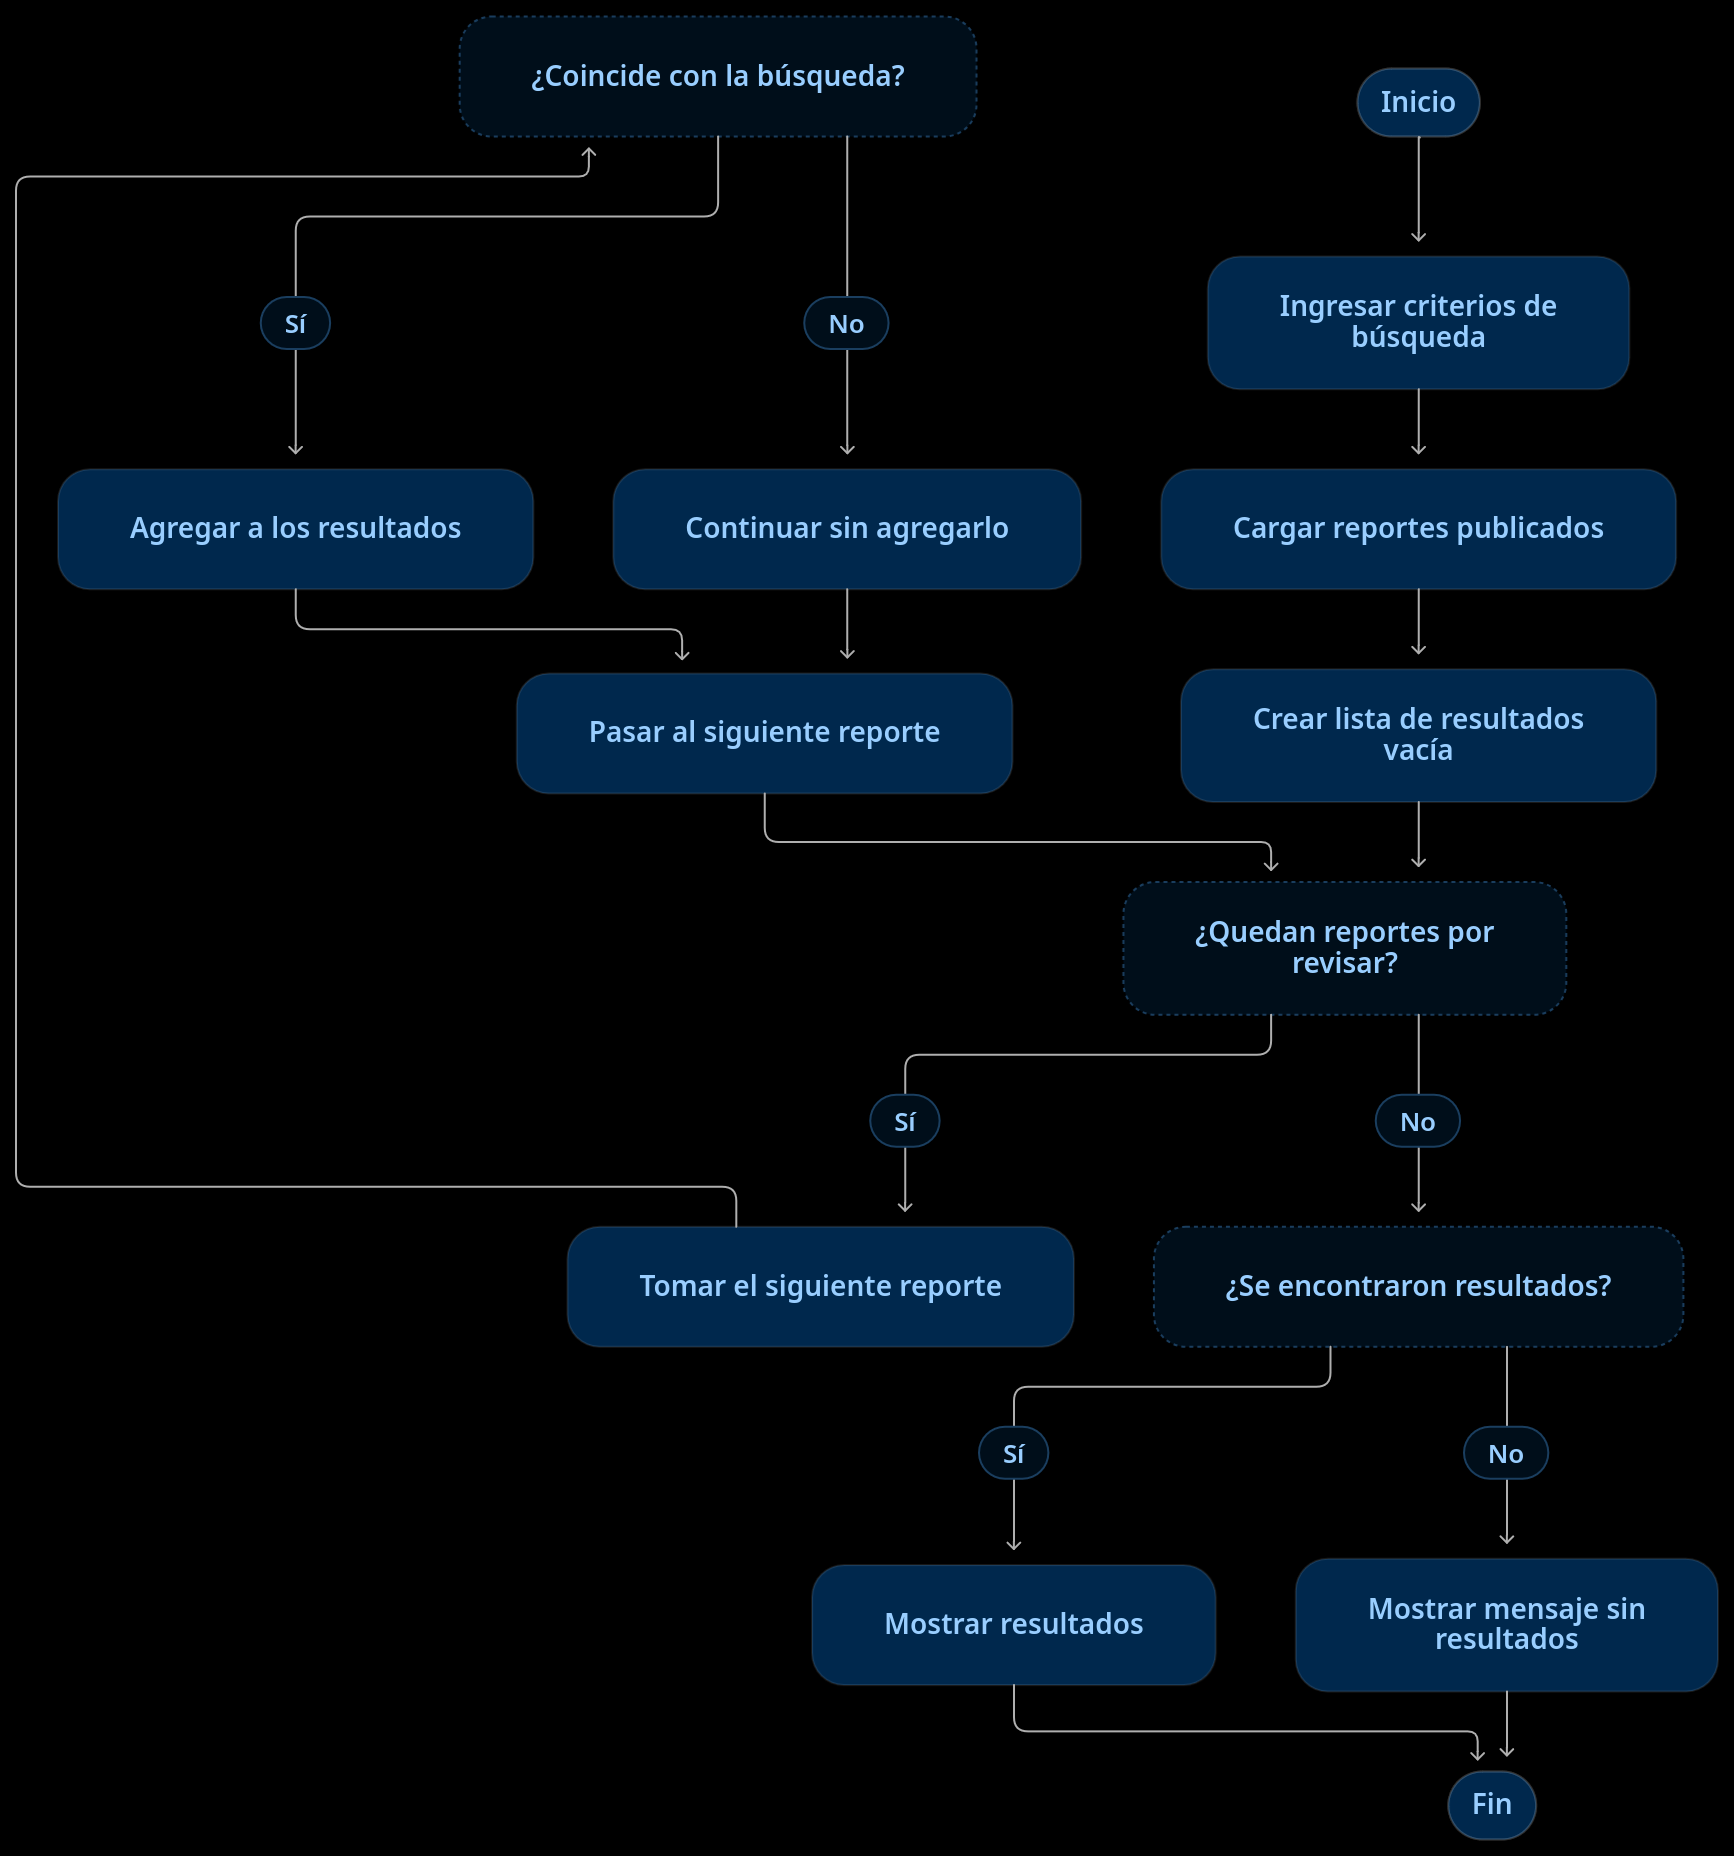 ¿Coincide con la búsqueda?
Inicio
Ingresar criterios de
búsqueda
Sí
No
Agregar a los resultados
Continuar sin agregarlo
Cargar reportes publicados
Pasar al siguiente reporte
Crear lista de resultados
vacía
¿Quedan reportes por
revisar?
Sí
No
Tomar el siguiente reporte
¿Se encontraron resultados?
Sí
No
Mostrar resultados
Mostrar mensaje sin
resultados
Fin